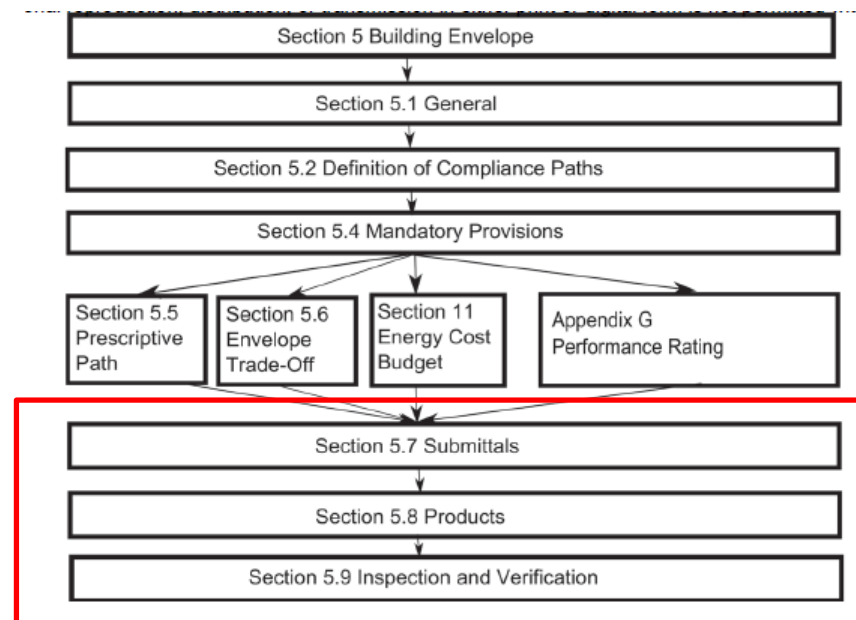 Section 5 Building Envelope
Section 5.1 General
Section 5.2 Definition of Compliance Paths
Section 5.4 Mandatory Provisions
Section 5.5
Prescriptive
Path
Section 5.6
Envelope
Trade-Off
Section 11
Energy Cost
Budget
Appendix G
Performance Rating
Section 5.7 Submittals
Section 5.8 Products
Section 5.9 Inspection and Verification